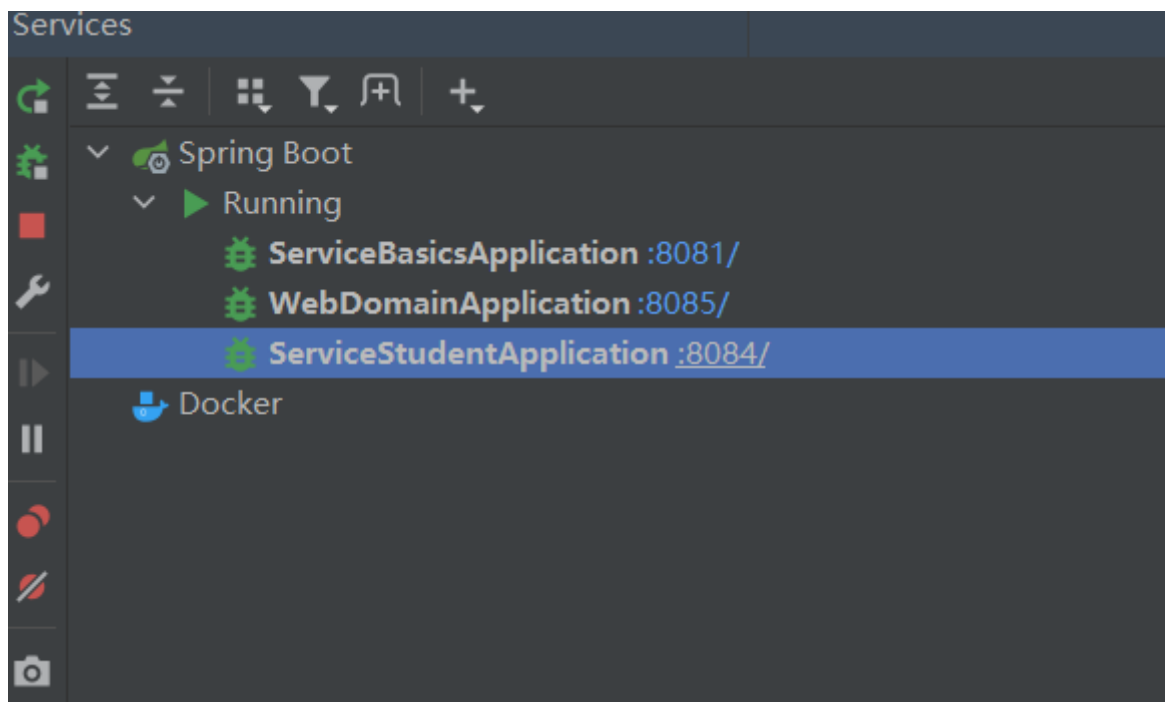 Services
Spring Boot
Running
ServiceBasicsApplication :8081/
WebDomainApplication :8085/
ServiceStudentApplication :8084/
Docker